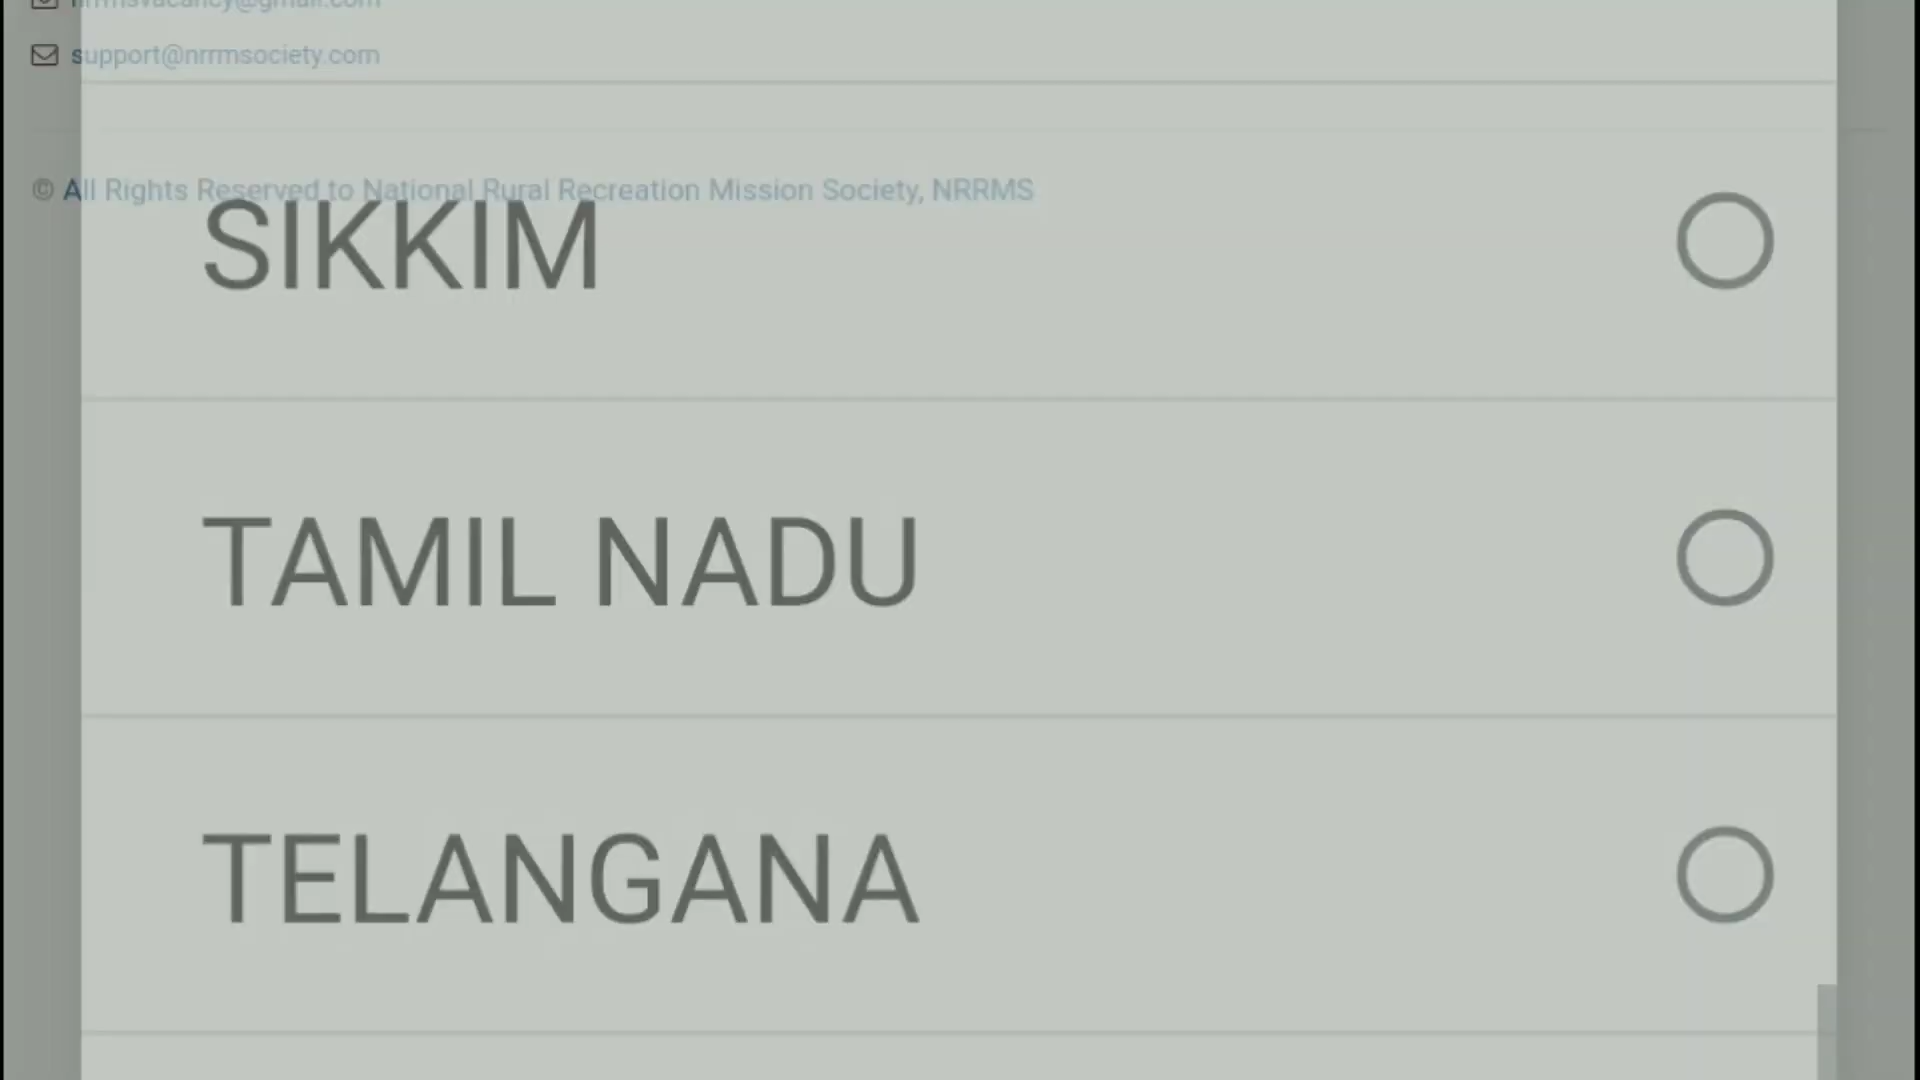 support@nrrmsociety.com
© All Rights Reserved to National Rural Recreation Mission Society, NRRMS
SIKKIM
TAMIL NADU
TELANGANA